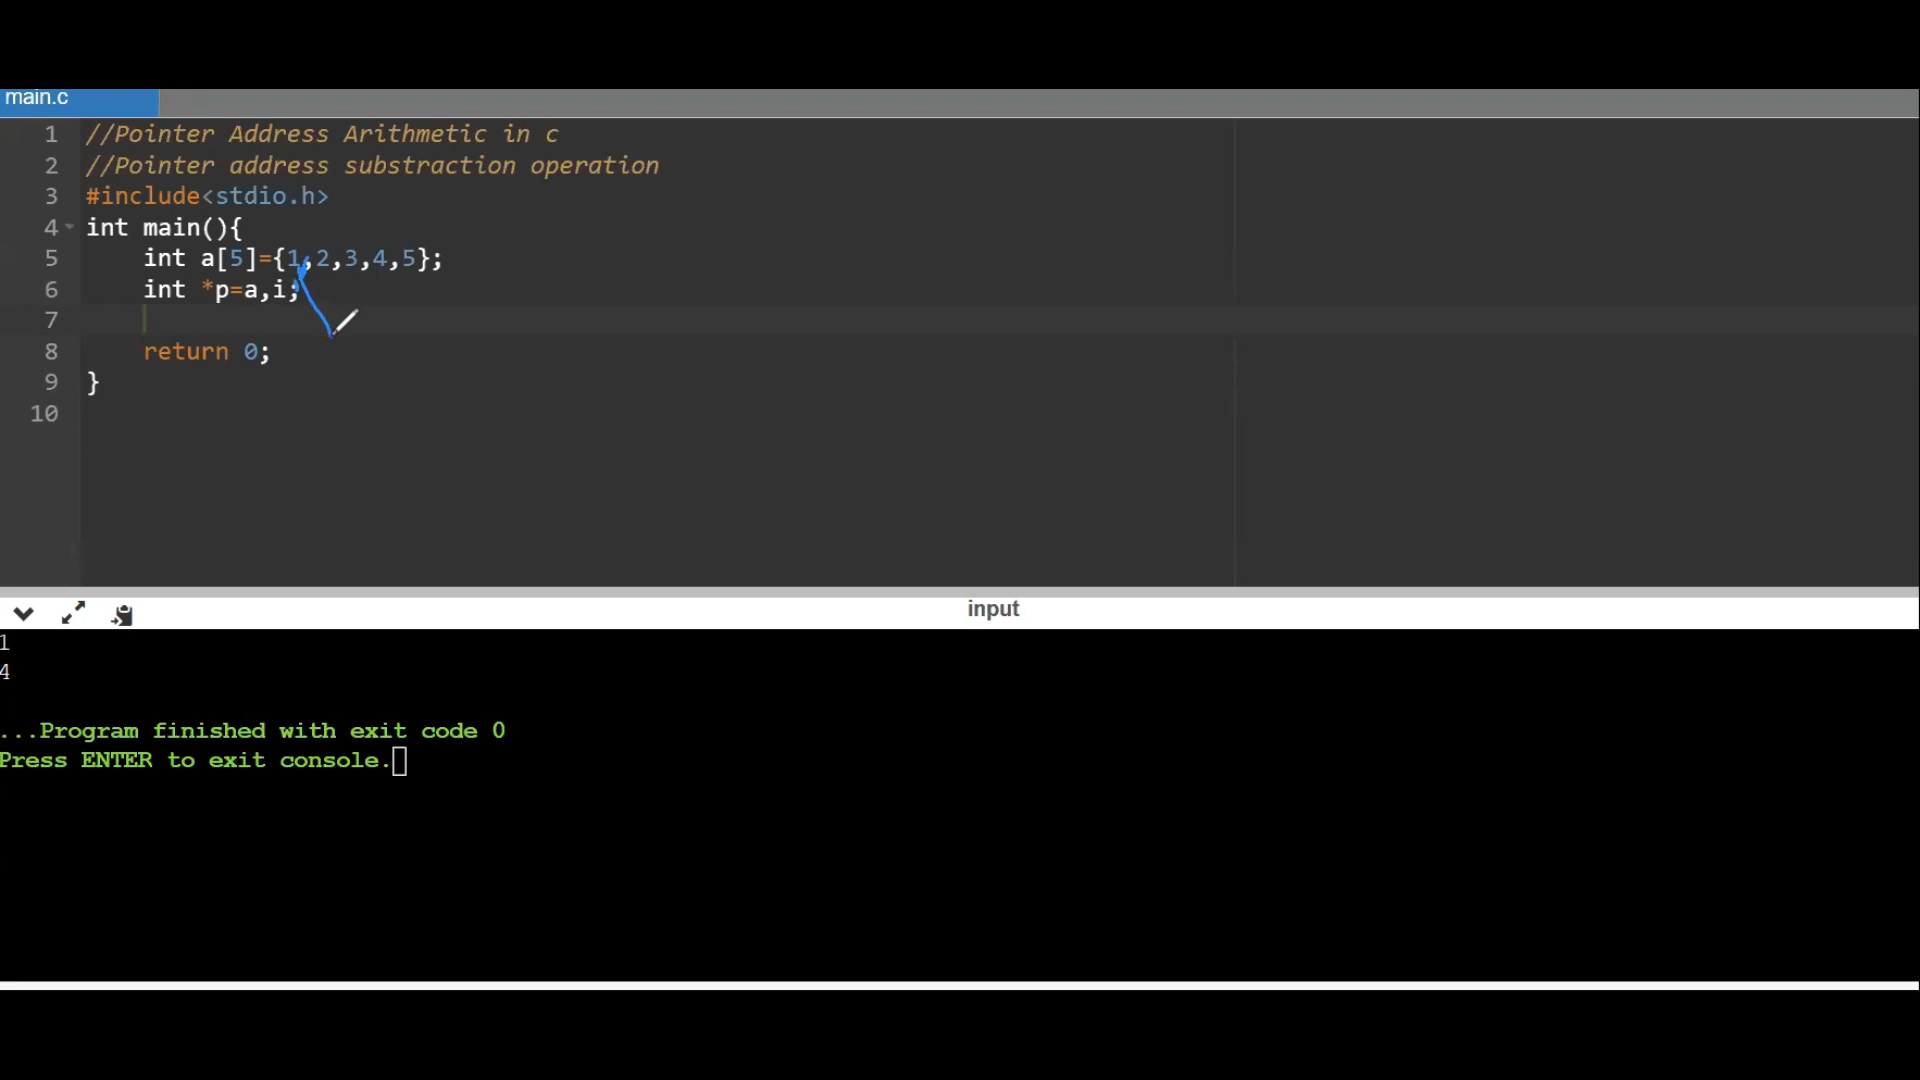 main.c
1 //Pointer Address Arithmetic in c
2 //Pointer address substraction operation
3 #include<stdio.h>
4 int main(){
5 int a[5]={1,2,3,4,5};
6 int *p=a,i;
7
8 return 0;
9 }
10
input
1
4
...Program finished with exit code 0
Press ENTER to exit console.